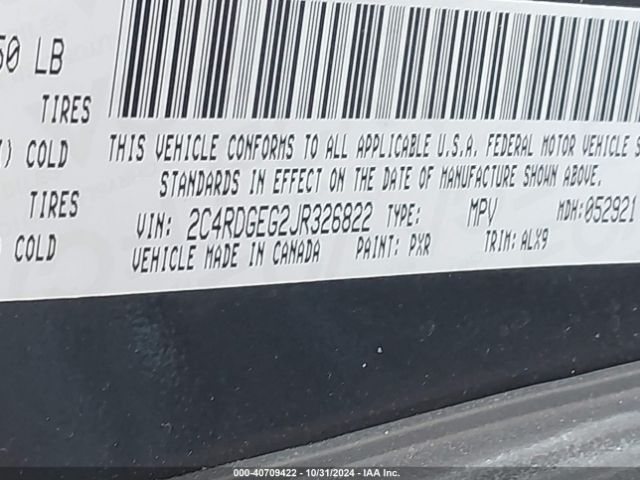 50 LB
TIRES
) COLD
TIRES
COLD
THIS VEHICLE CONFORMS TO ALL APPLICABLE U.S.A. FEDERAL MOTOR VEHICLE S
STANDARDS IN EFFECT ON THE DATE OF MANUFACTURE SHOWN ABOVE.
VIN: 2C4RDGEG2JR326822 TYPE: MPV MDH:052921
VEHICLE MADE IN CANADA PAINT: PXR TRIM: ALX9
000-40709422 - 10/31/2024 - IAA Inc.